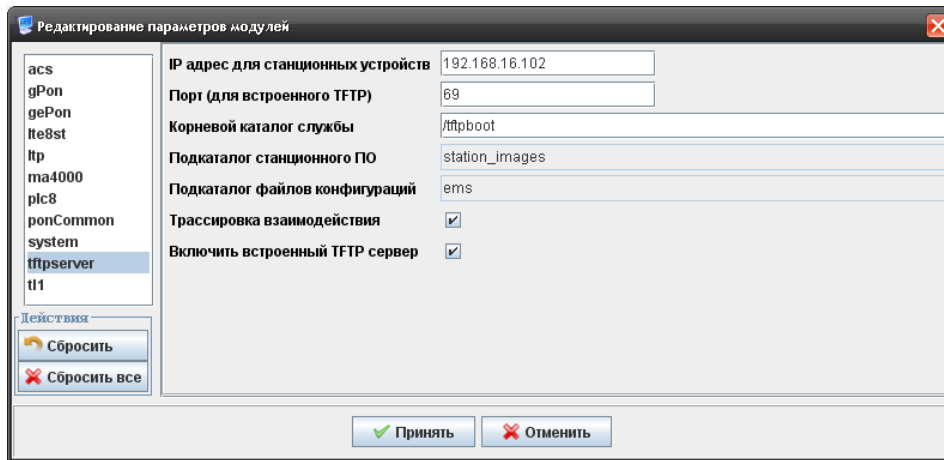 Редактирование параметров модулей
acs
gPon
gePon
lte8st
ltp
ma4000
plc8
ponCommon
system
tftpserver
tl1
Действия
Сбросить
Сбросить все
IP адрес для станционных устройств 192.168.16.102
Порт (для встроенного TFTP) 69
Корневой каталог службы /tftpboot
Подкаталог станционного ПО station_images
Подкаталог файлов конфигураций ems
Трассировка взаимодействия
Включить встроенный TFTP сервер
Принять Отменить